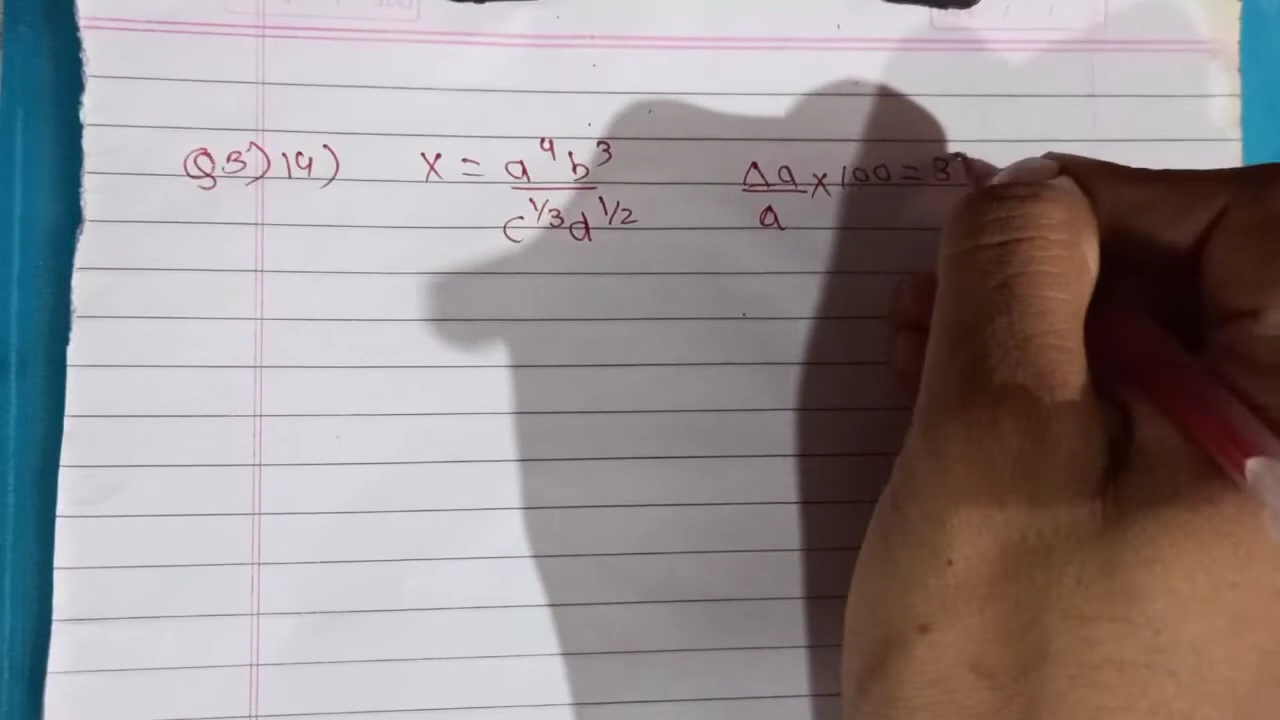 Q3) 14) X = a⁴b³ / c^1/3 d^1/2 Δa/a × 100 = 3